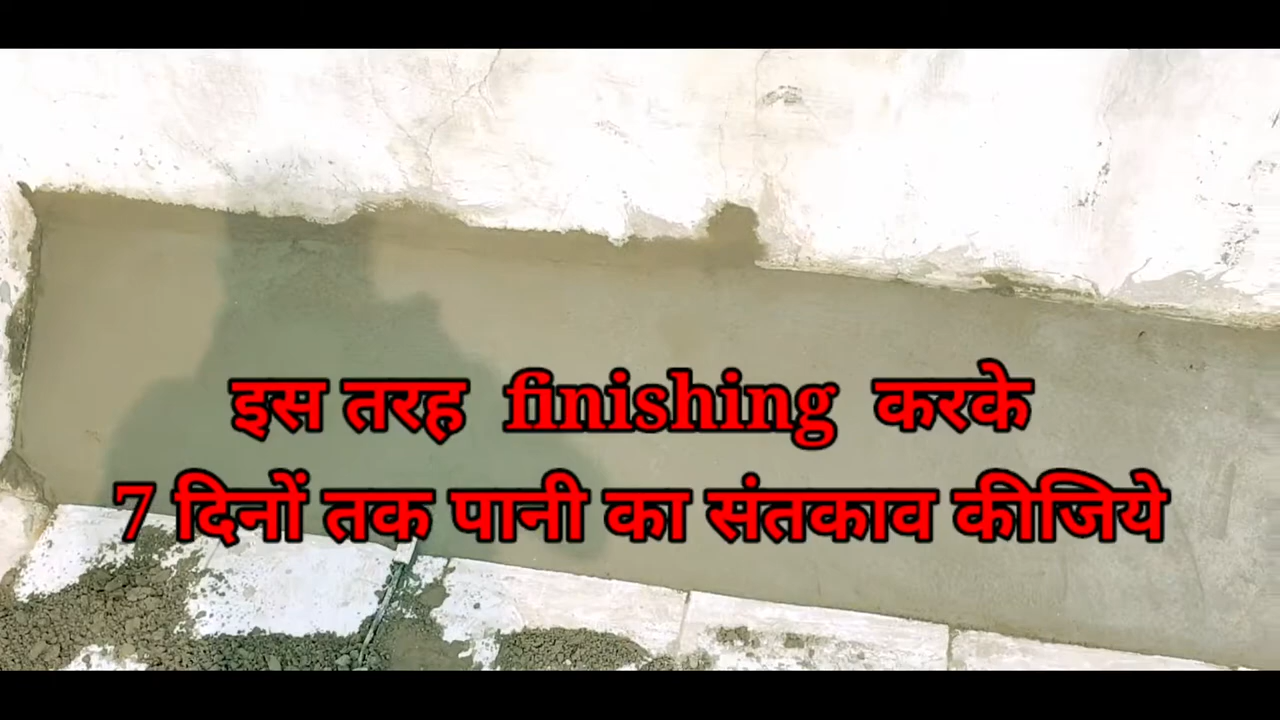 इस तरह finishing करके
7 दिनों तक पानी का संतकाव कीजिये